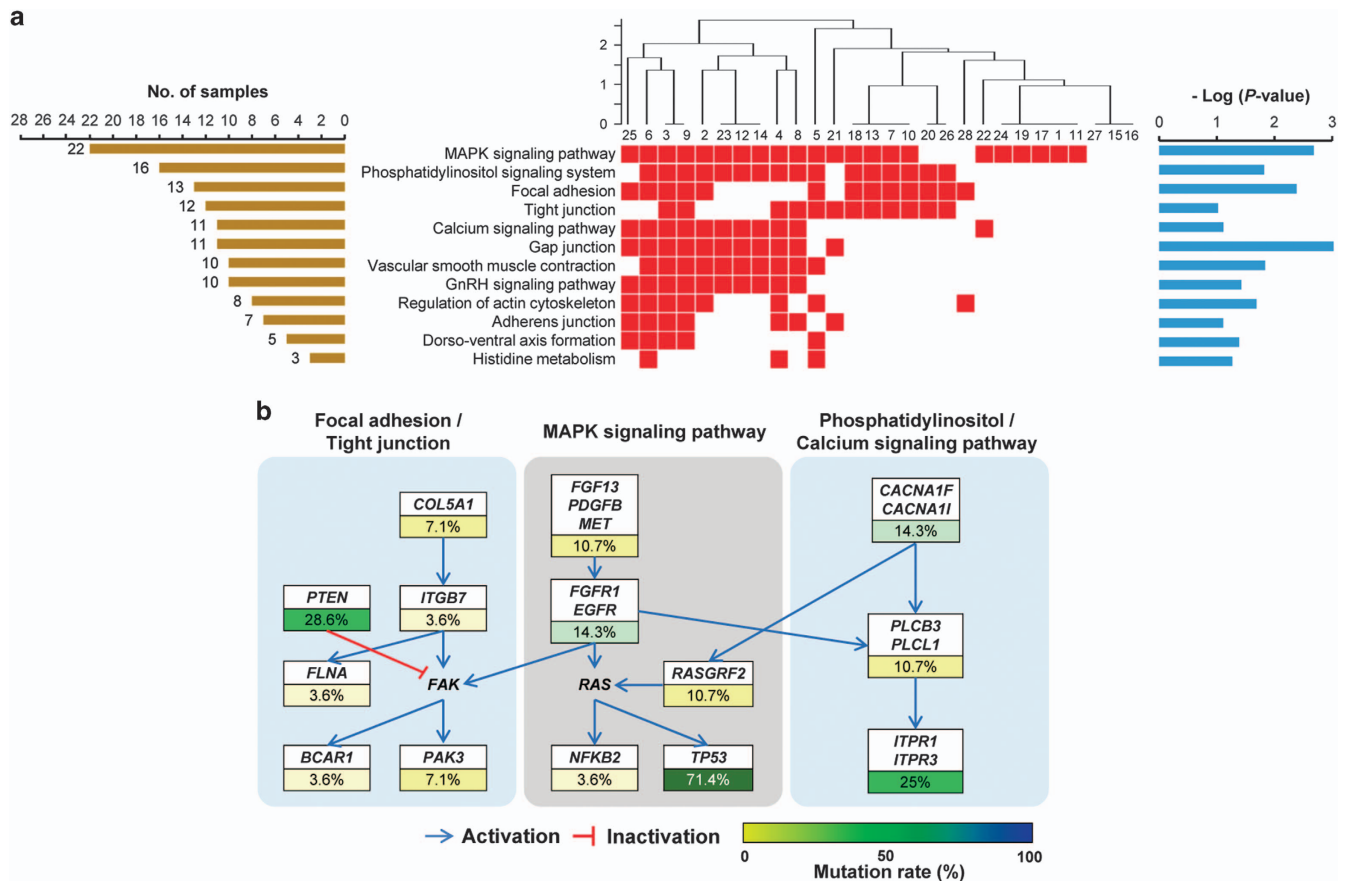 a
No. of samples
28 26 24 22 20 18 16 14 12 10 8 6 4 2 0
22
16
13
12
11
11
10
10
8
7
5
3
2
1
0
25 6 3 9 2 23 12 14 4 8 5 21 18 13 7 10 20 26 28 22 24 19 17 1 11 27 15 16
MAPK signaling pathway
Phosphatidylinositol signaling system
Focal adhesion
Tight junction
Calcium signaling pathway
Gap junction
Vascular smooth muscle contraction
GnRH signaling pathway
Regulation of actin cytoskeleton
Adherens junction
Dorso-ventral axis formation
Histidine metabolism
- Log (P-value)
0 1 2 3
b
Focal adhesion /
Tight junction
COL5A1
7.1%
PTEN
28.6%
ITGB7
3.6%
FLNA
3.6%
FAK
BCAR1
3.6%
PAK3
7.1%
MAPK signaling pathway
FGF13
PDGFB
MET
10.7%
FGFR1
EGFR
14.3%
RAS
RASGRF2
10.7%
NFKB2
3.6%
TP53
71.4%
Phosphatidylinositol /
Calcium signaling pathway
CACNA1F
CACNA1I
14.3%
PLCB3
PLCL1
10.7%
ITPR1
ITPR3
25%
Activation
Inactivation
0 50 100
Mutation rate (%)